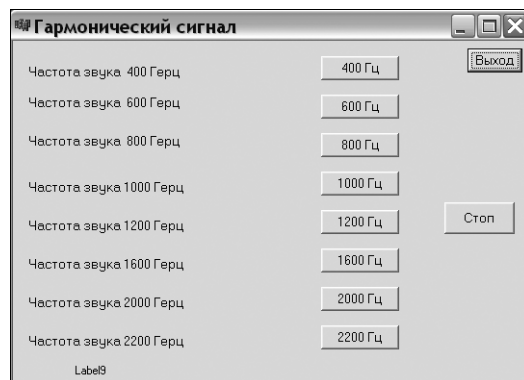 Гармонический сигнал
Выход
Частота звука 400 Герц 400 Гц
Частота звука 600 Герц 600 Гц
Частота звука 800 Герц 800 Гц
Частота звука 1000 Герц 1000 Гц
Частота звука 1200 Герц 1200 Гц
Стоп
Частота звука 1600 Герц 1600 Гц
Частота звука 2000 Герц 2000 Гц
Частота звука 2200 Герц 2200 Гц
Label9